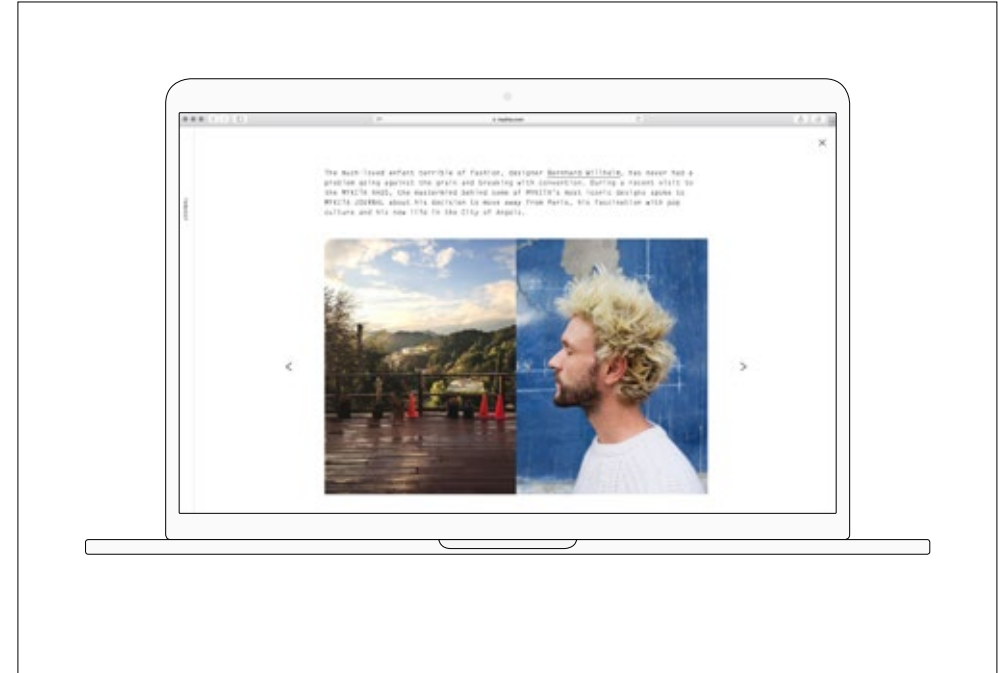 mykita.com
The much-loved enfant terrible of fashion, designer Bernhard Willhelm, has never had a
problem going against the grain and breaking with convention. During a recent visit to
the MYKITA HAUS, the mastermind behind some of MYKITA's most iconic designs spoke to
MYKITA JOURNAL about his decision to move away from Paris, his fascination with pop
culture and his new life in the City of Angels.